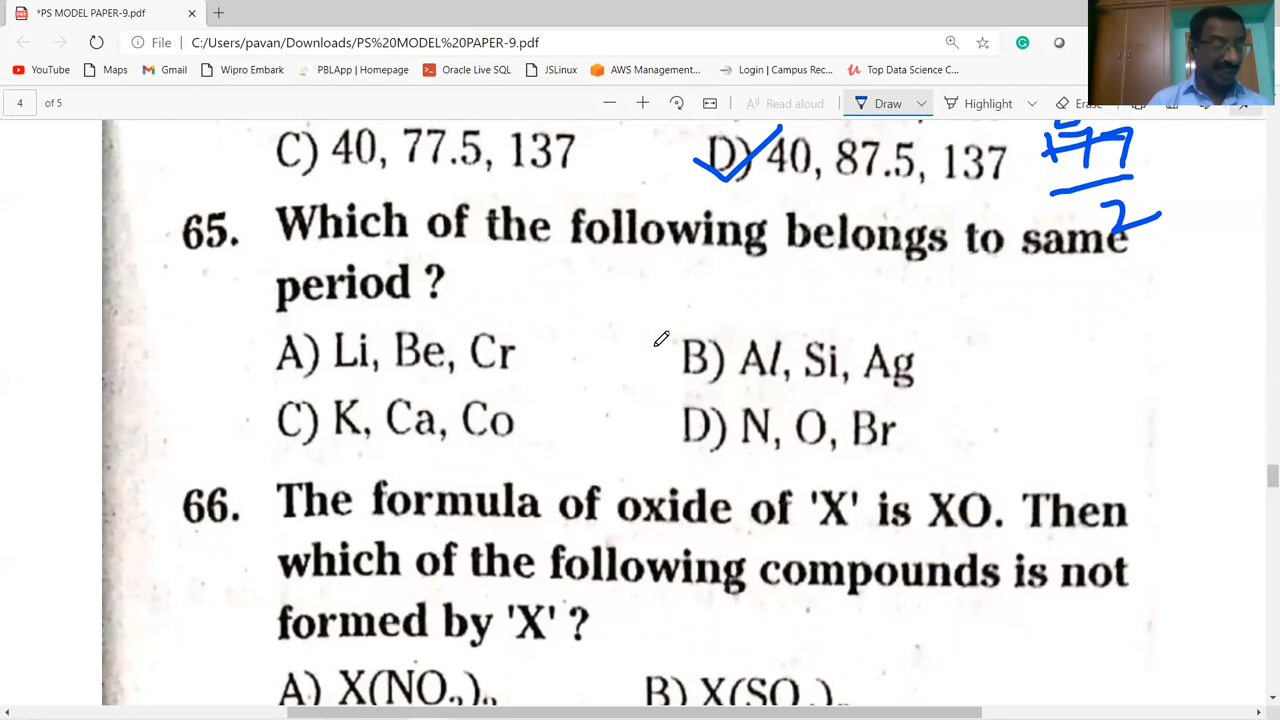 *PS MODEL PAPER-9.pdf
File C:/Users/pavan/Downloads/PS%20MODEL%20PAPER-9.pdf
YouTube Maps Gmail Wipro Embark PBLApp | Homepage Oracle Live SQL JSLinux AWS Management... Login | Campus Rec... Top Data Science C...
4 of 5 Read aloud Draw Highlight Erase
C) 40, 77.5, 137 D) 40, 87.5, 137
2
65. Which of the following belongs to same
period ?
A) Li, Be, Cr B) Al, Si, Ag
C) K, Ca, Co D) N, O, Br
66. The formula of oxide of 'X' is XO. Then
which of the following compounds is not
formed by 'X' ?
A) X(NO B) X(SO